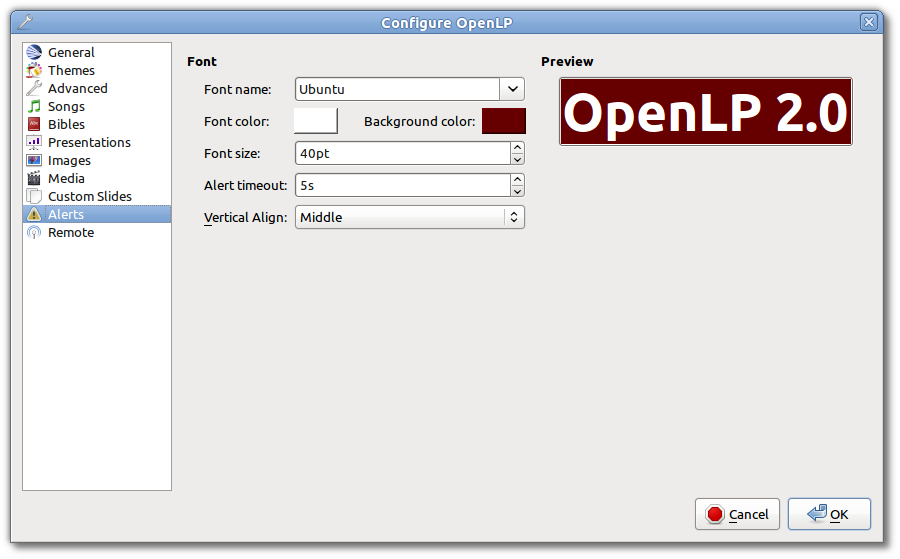 Configure OpenLP
General
Themes
Advanced
Songs
Bibles
Presentations
Images
Media
Custom Slides
Alerts
Remote
Font
Font name: Ubuntu
Font color: Background color:
Font size: 40pt
Alert timeout: 5s
Vertical Align: Middle
Preview
OpenLP 2.0
Cancel OK